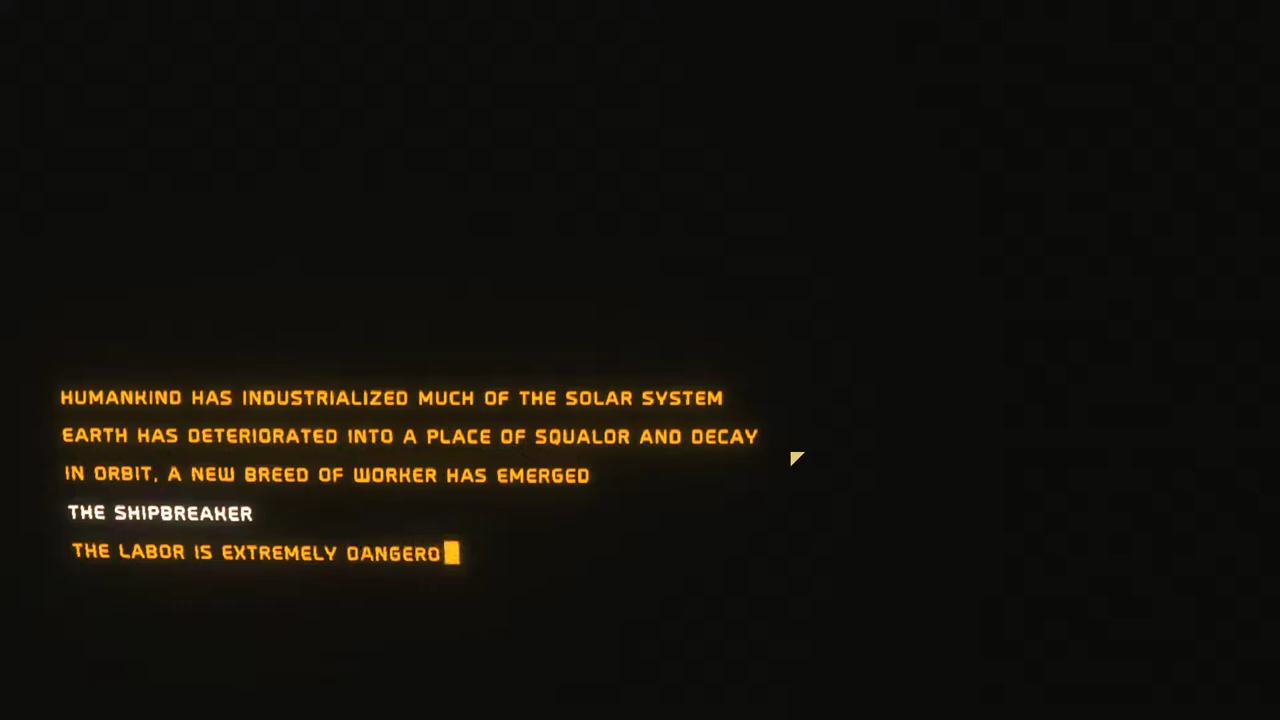 HUMANKIND HAS INDUSTRIALIZED MUCH OF THE SOLAR SYSTEM
EARTH HAS DETERIORATED INTO A PLACE OF SQUALOR AND DECAY
IN ORBIT, A NEW BREED OF WORKER HAS EMERGED
THE SHIPBREAKER
THE LABOR IS EXTREMELY DANGERO